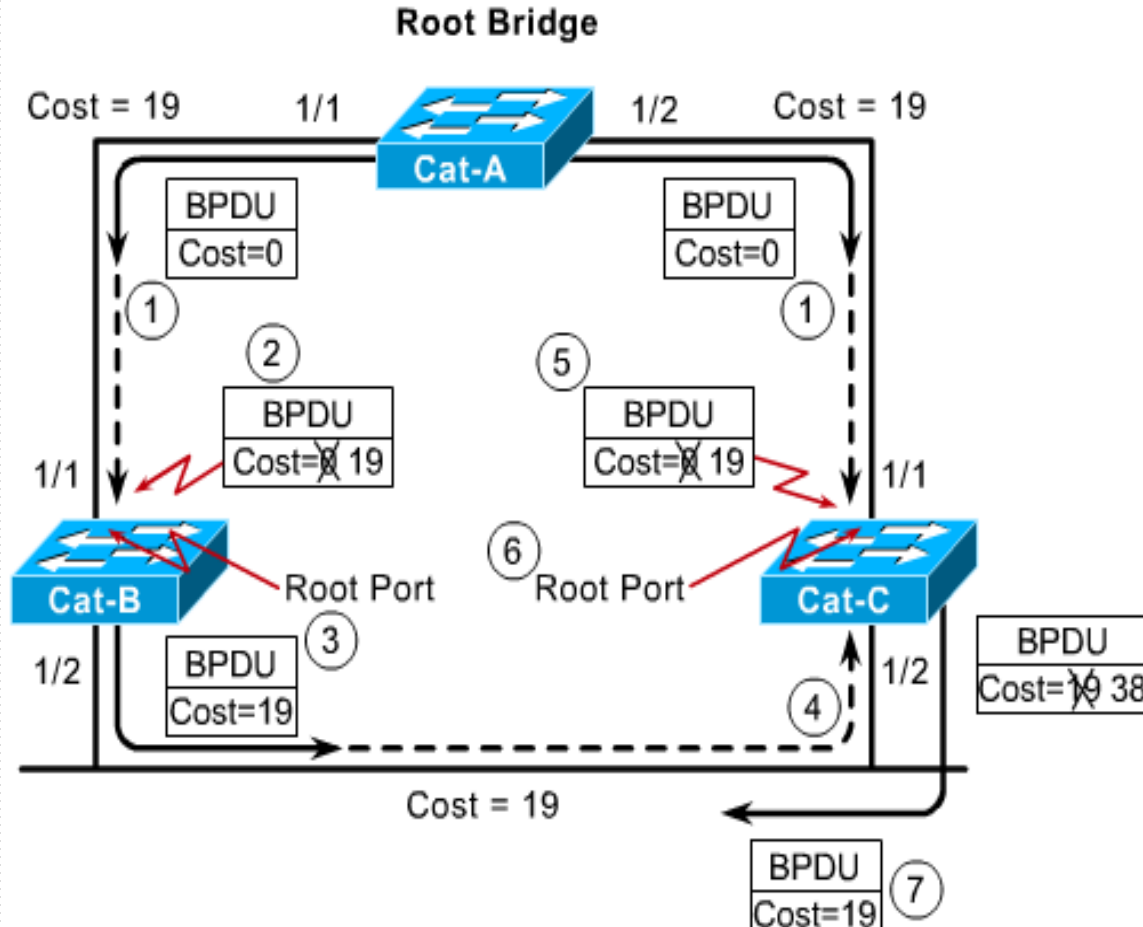 Root Bridge
Cost = 19
1/1
1/2
Cost = 19
Cat-A
BPDU
Cost=0
BPDU
Cost=0
1
1
2
5
BPDU
Cost=0 19
BPDU
Cost=0 19
1/1
1/1
6
Root Port
Root Port
Cat-B
Cat-C
3
BPDU
Cost=19
1/2
1/2
4
BPDU
Cost=19 38
Cost = 19
BPDU
Cost=19
7